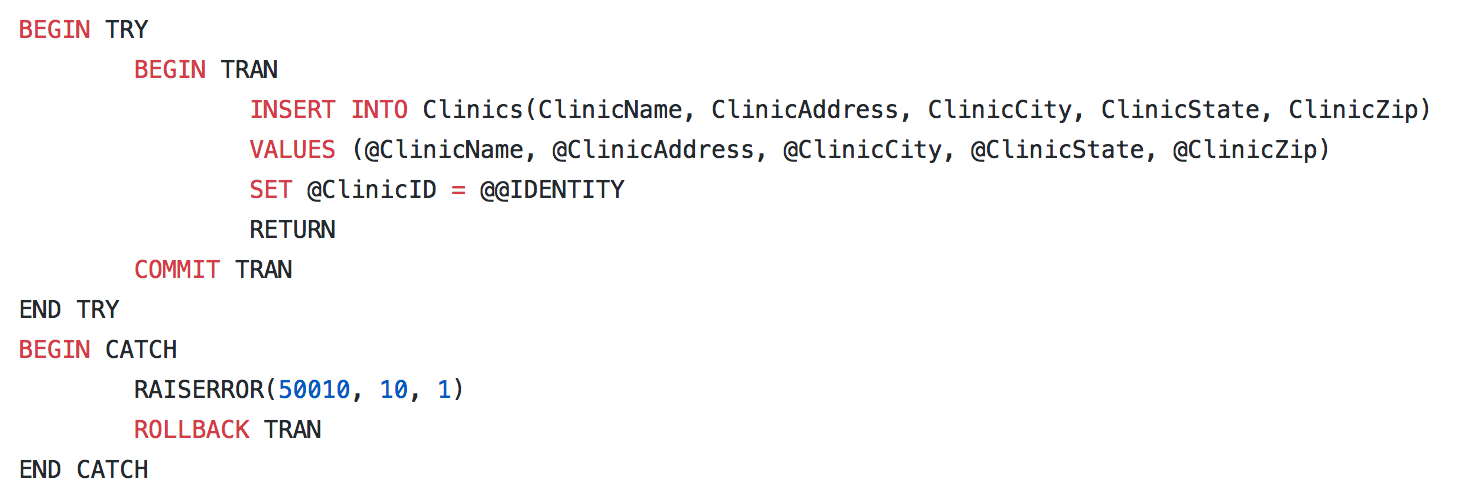 BEGIN TRY
BEGIN TRAN
INSERT INTO Clinics(ClinicName, ClinicAddress, ClinicCity, ClinicState, ClinicZip)
VALUES (@ClinicName, @ClinicAddress, @ClinicCity, @ClinicState, @ClinicZip)
SET @ClinicID = @@IDENTITY
RETURN
COMMIT TRAN
END TRY
BEGIN CATCH
RAISERROR(50010, 10, 1)
ROLLBACK TRAN
END CATCH